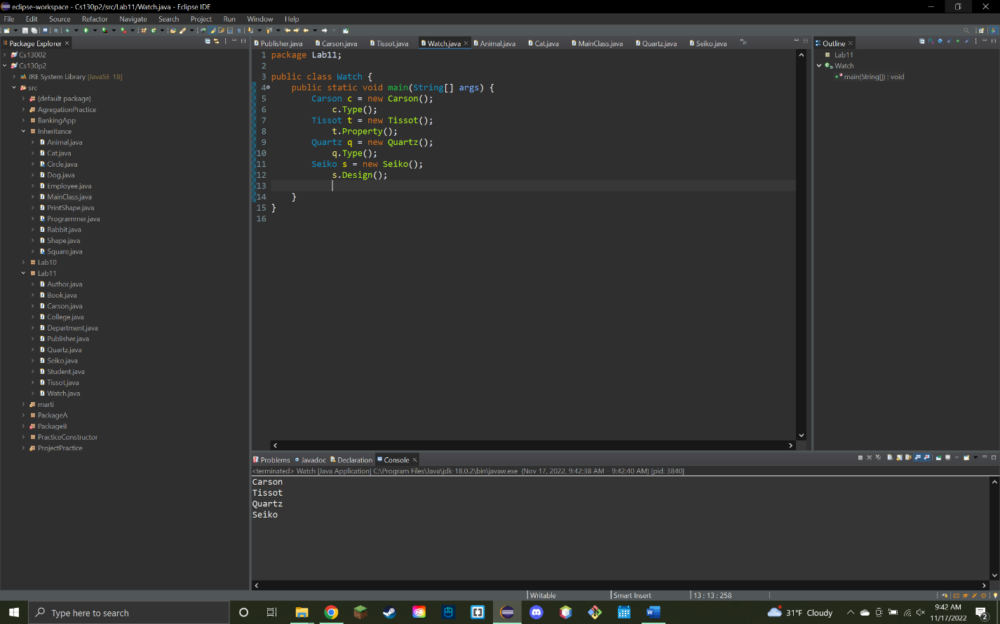 eclipse-workspace - Cs130p2/src/Lab11/Watch.java - Eclipse IDE
File Edit Source Refactor Navigate Search Project Run Window Help
Package Explorer
Cs13002
Cs130p2
JRE System Library [JavaSE-18]
src
(default package)
AgregationPractice
BankingApp
Inheritance
Animal.java
Cat.java
Circle.java
Dog.java
Employee.java
MainClass.java
PrintShape.java
Programmer.java
Rabbit.java
Shape.java
Square.java
Lab10
Lab11
Author.java
Book.java
Carson.java
College.java
Department.java
Publisher.java
Quartz.java
Seiko.java
Student.java
Tissot.java
Watch.java
marti
PackageA
PackageB
PracticeConstructor
ProjectPractice
Publisher.java Carson.java Tissot.java Watch.java Animal.java Cat.java MainClass.java Quartz.java Seiko.java
1 package Lab11;
2
3 public class Watch {
4 public static void main(String[] args) {
5 Carson c = new Carson();
6 c.Type();
7 Tissot t = new Tissot();
8 t.Property();
9 Quartz q = new Quartz();
10 q.Type();
11 Seiko s = new Seiko();
12 s.Design();
13
14 }
15 }
16
Outline
Lab11
Watch
main(String[]) : void
Problems Javadoc Declaration Console
<terminated> Watch [Java Application] C:\Program Files\Java\jdk-18.0.2\bin\javaw.exe (Nov 17, 2022, 9:42:38 AM – 9:42:40 AM) [pid: 3840]
Carson
Tissot
Quartz
Seiko
Writable Smart Insert 13 : 13 : 258
Type here to search
31°F Cloudy
9:42 AM
11/17/2022
2